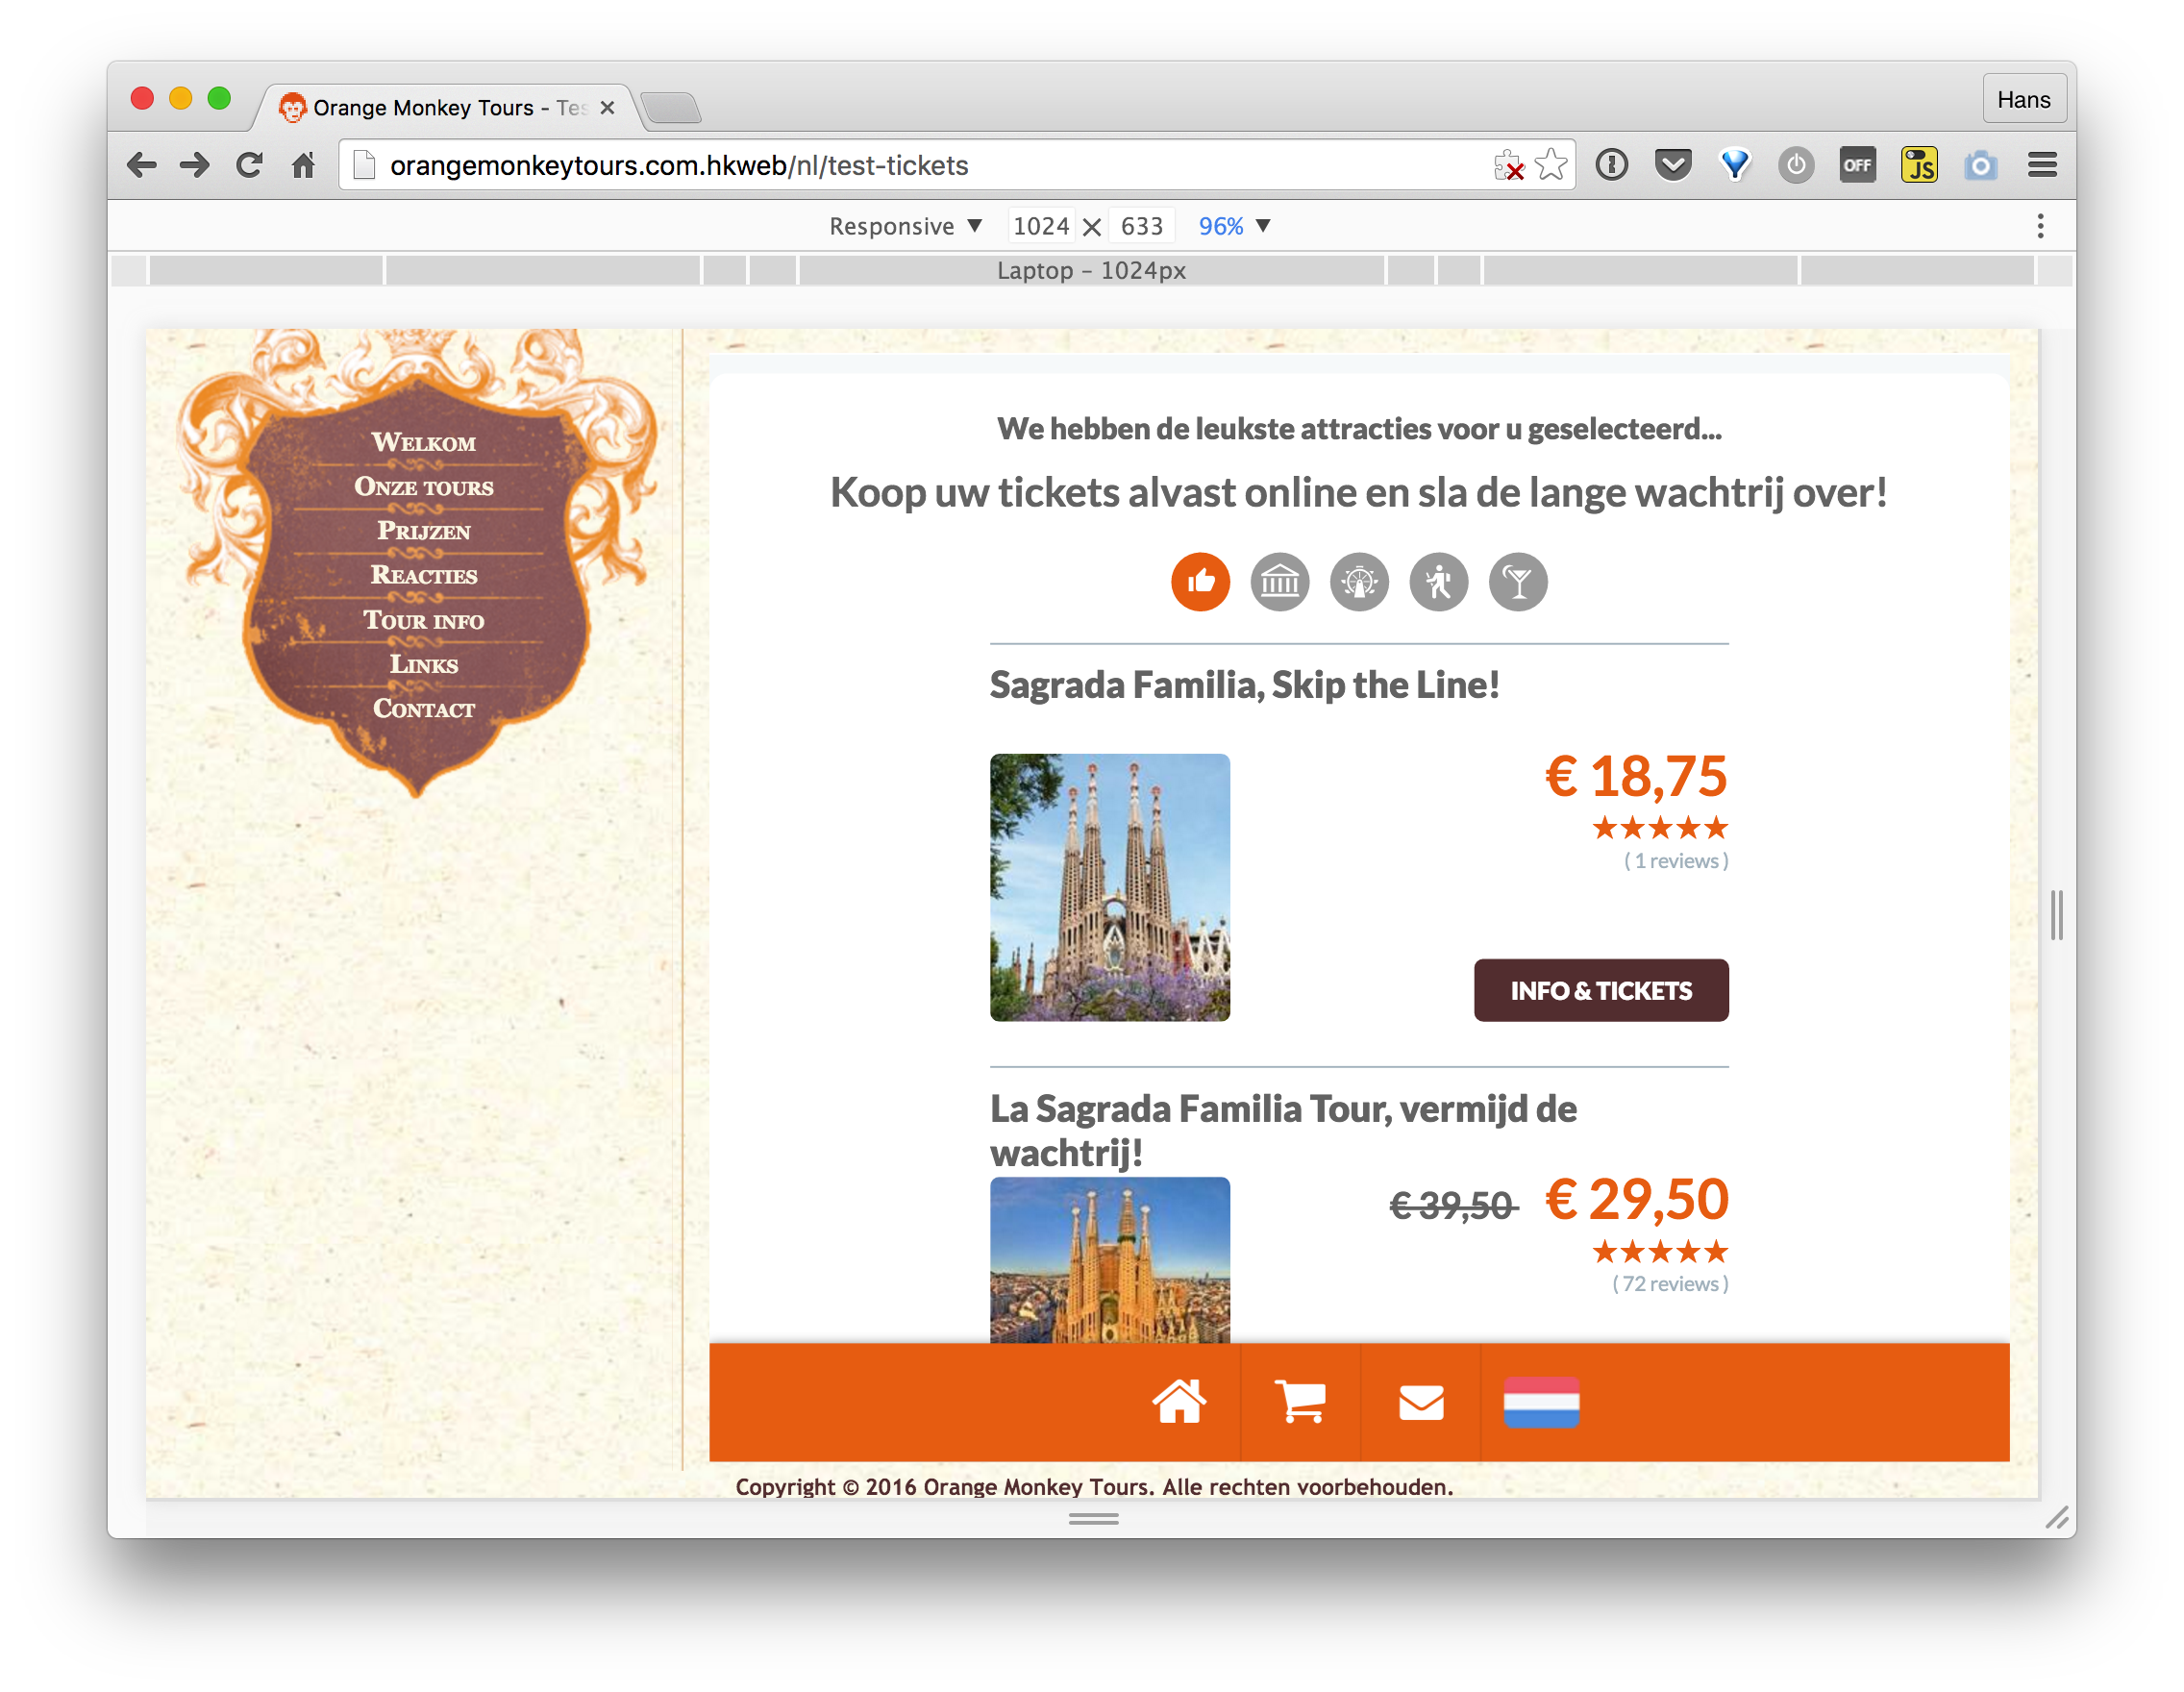 Orange Monkey Tours - Tes
Hans
orangemonkeytours.com.hkweb/nl/test-tickets
OFF
JS
Responsive 1024 × 633 96%
Laptop – 1024px
Welkom
Onze tours
Prijzen
Reacties
Tour info
Links
Contact
We hebben de leukste attracties voor u geselecteerd...
Koop uw tickets alvast online en sla de lange wachtrij over!
Sagrada Familia, Skip the Line!
€ 18,75
★★★★★
( 1 reviews )
INFO & TICKETS
La Sagrada Familia Tour, vermijd de
wachtrij!
€ 39,50 € 29,50
★★★★★
( 72 reviews )
Copyright © 2016 Orange Monkey Tours. Alle rechten voorbehouden.